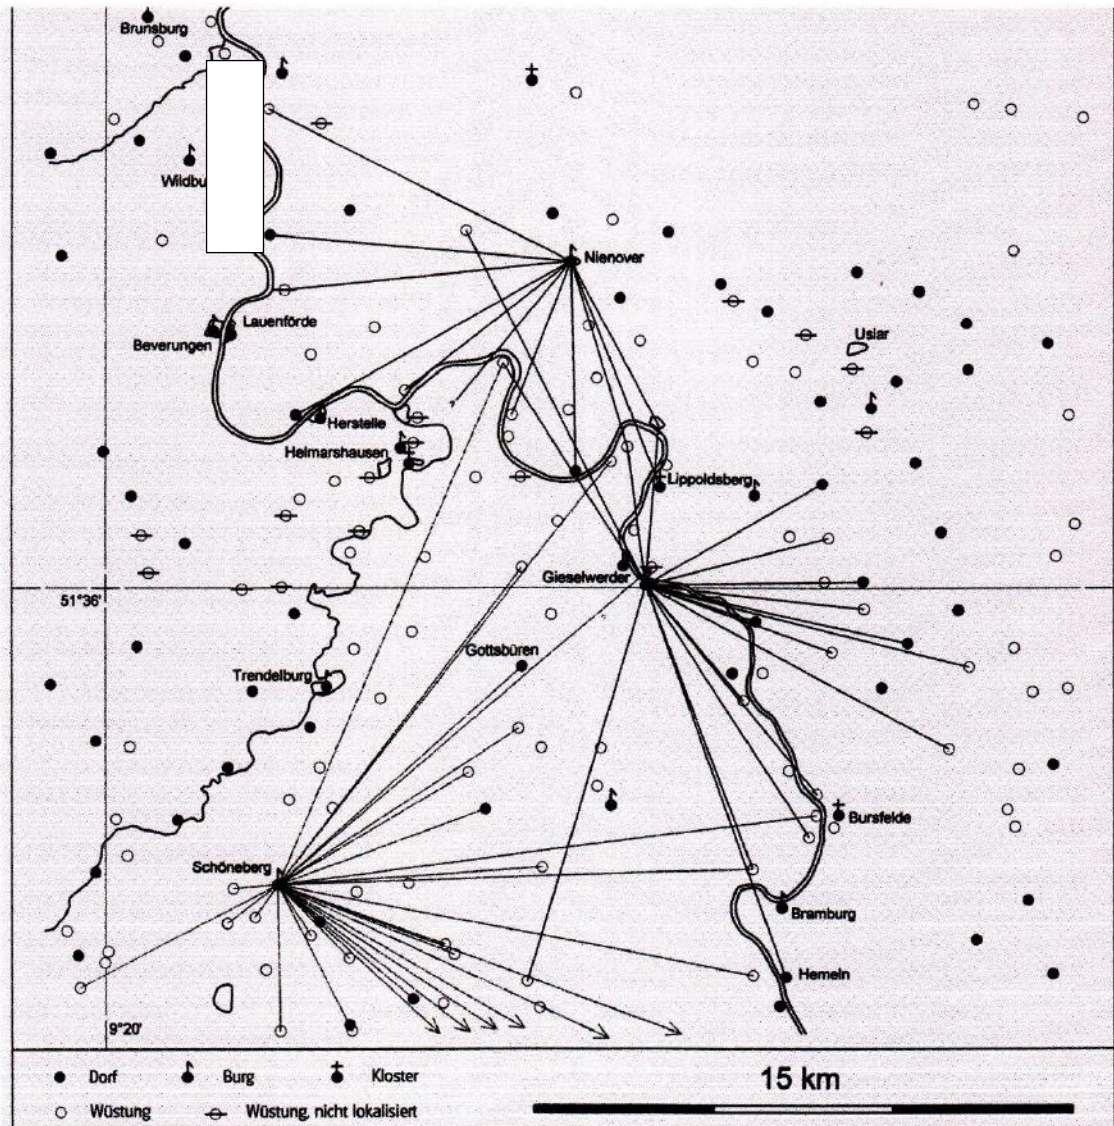 Brunsburg
Wildbu
Nienover
Lauenförde
Beverungen
Uslar
Herstelle
Helmarshausen
Lippoldsberg
Gieselwerder
51°36'
Gottsbüren
Trendelburg
Bursfelde
Schöneberg
Bramburg
Hemeln
9°20'
Dorf Burg Kloster
Wüstung Wüstung, nicht lokalisiert
15 km